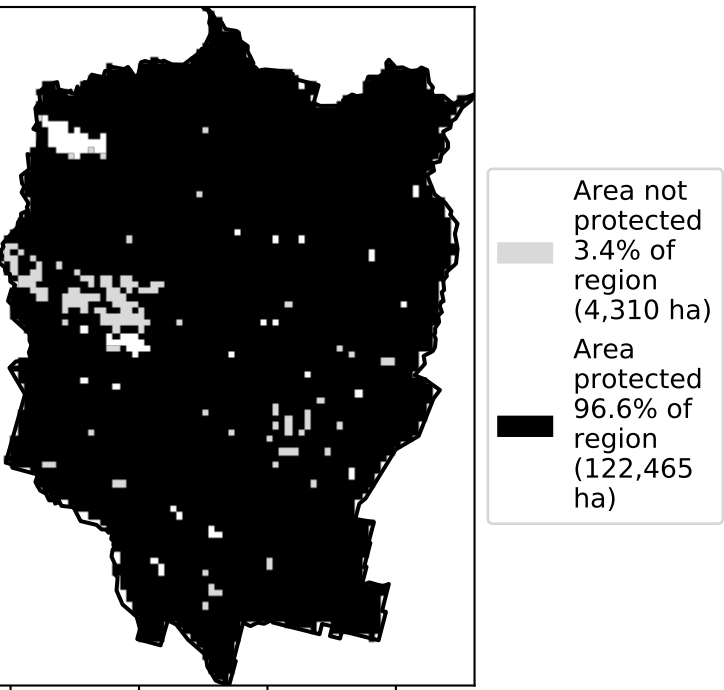 Area not
protected
3.4% of
region
(4,310 ha)
Area
protected
96.6% of
region
(122,465
ha)